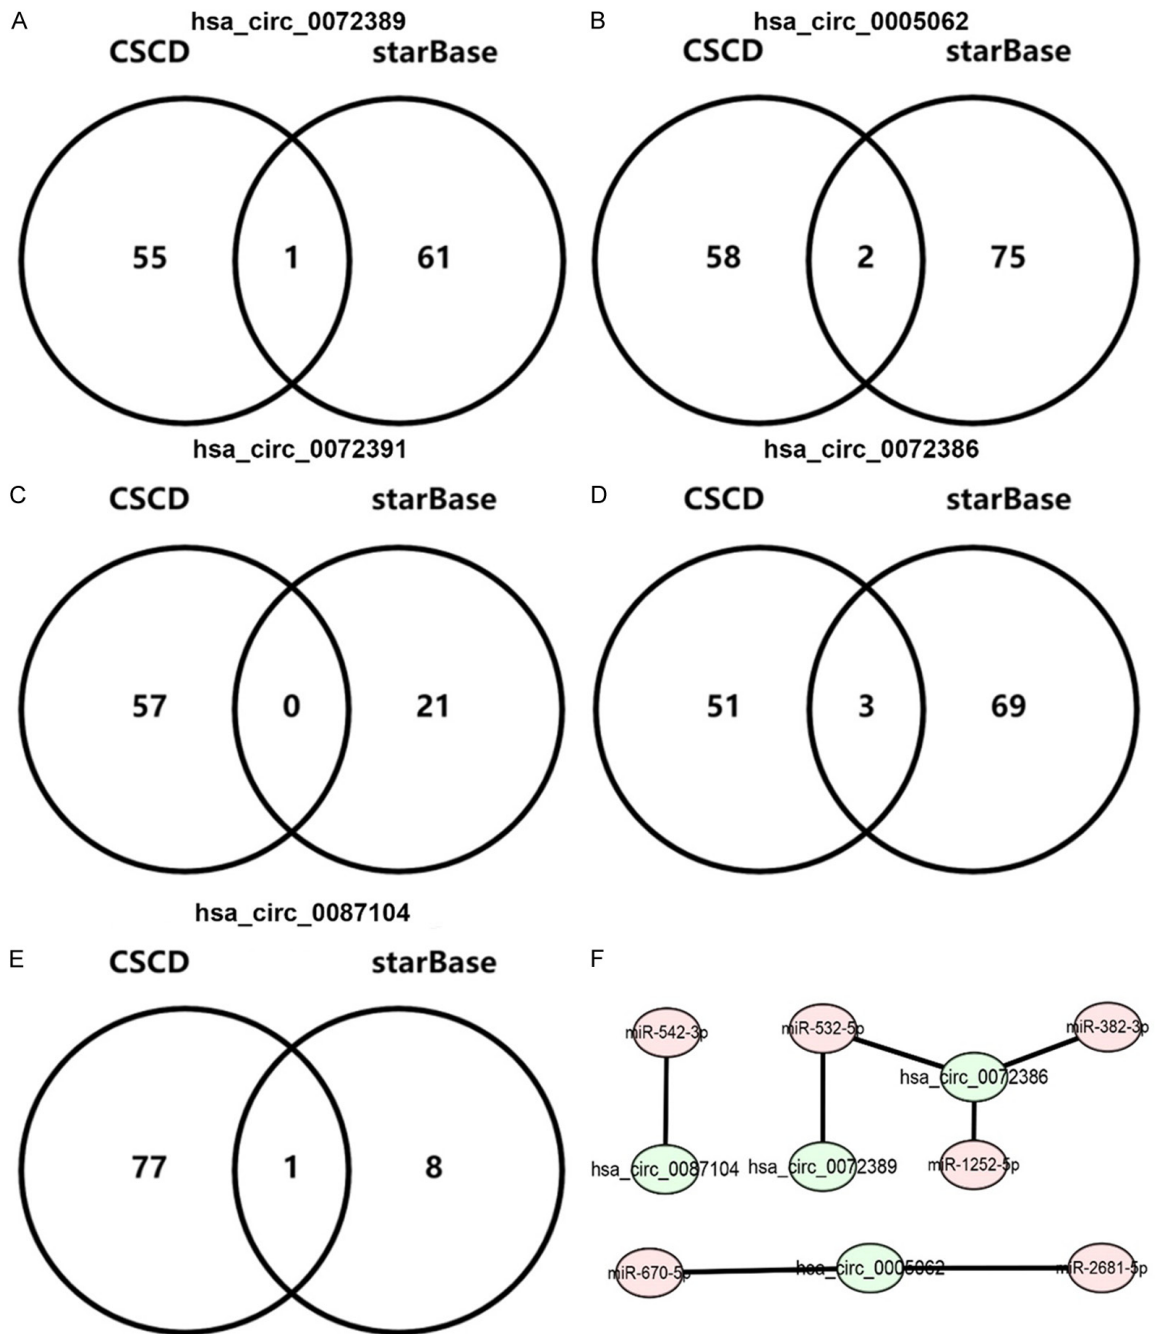 A hsa_circ_0072389
CSCD starBase
55 1 61
B hsa_circ_0005062
CSCD starBase
58 2 75
hsa_circ_0072391
C CSCD starBase
57 0 21
hsa_circ_0072386
D CSCD starBase
51 3 69
hsa_circ_0087104
E CSCD starBase
77 1 8
F
miR-542-3p miR-532-5p miR-382-3p
hsa_circ_0072386
hsa_circ_0087104 hsa_circ_0072389 miR-1252-5p
miR-670-5p hsa_circ_0005062 miR-2681-5p